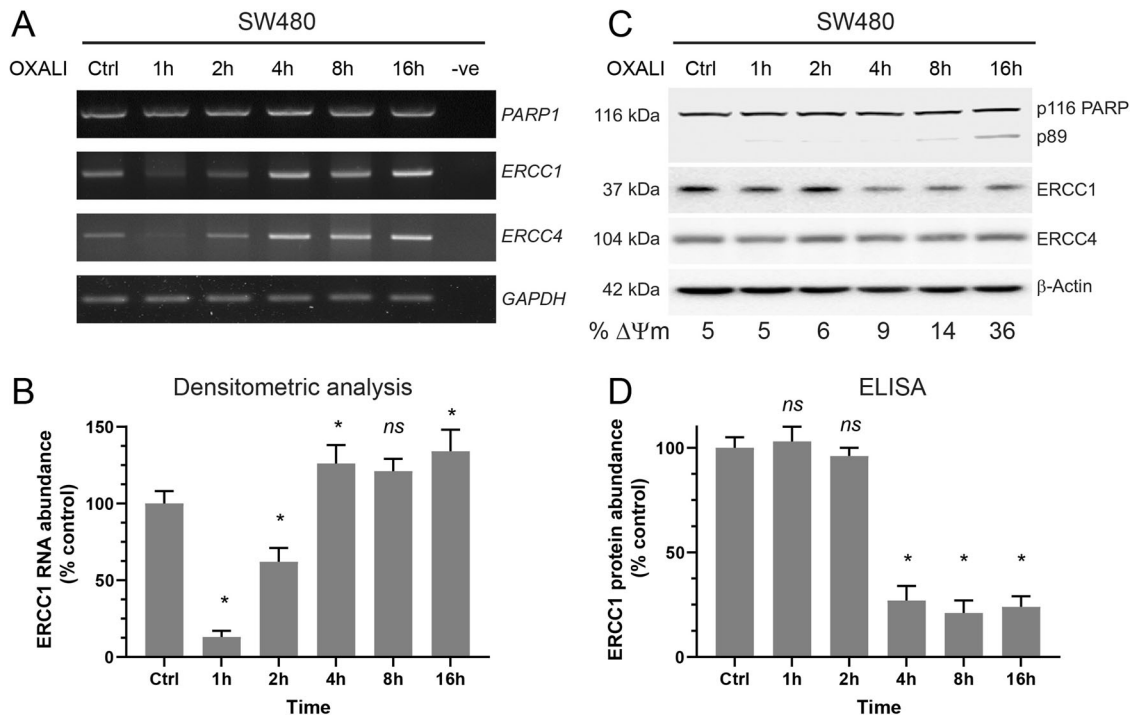 A
SW480
OXALI Ctrl 1h 2h 4h 8h 16h -ve
PARP1
ERCC1
ERCC4
GAPDH
B
Densitometric analysis
ERCC1 RNA abundance
(% control)
150
100
50
0
* * * ns *
Ctrl 1h 2h 4h 8h 16h
Time
C
SW480
OXALI Ctrl 1h 2h 4h 8h 16h
116 kDa p116 PARP
p89
37 kDa ERCC1
104 kDa ERCC4
42 kDa β-Actin
% ΔΨm 5 5 6 9 14 36
D
ELISA
ERCC1 protein abundance
(% control)
100
50
0
ns ns * * *
Ctrl 1h 2h 4h 8h 16h
Time